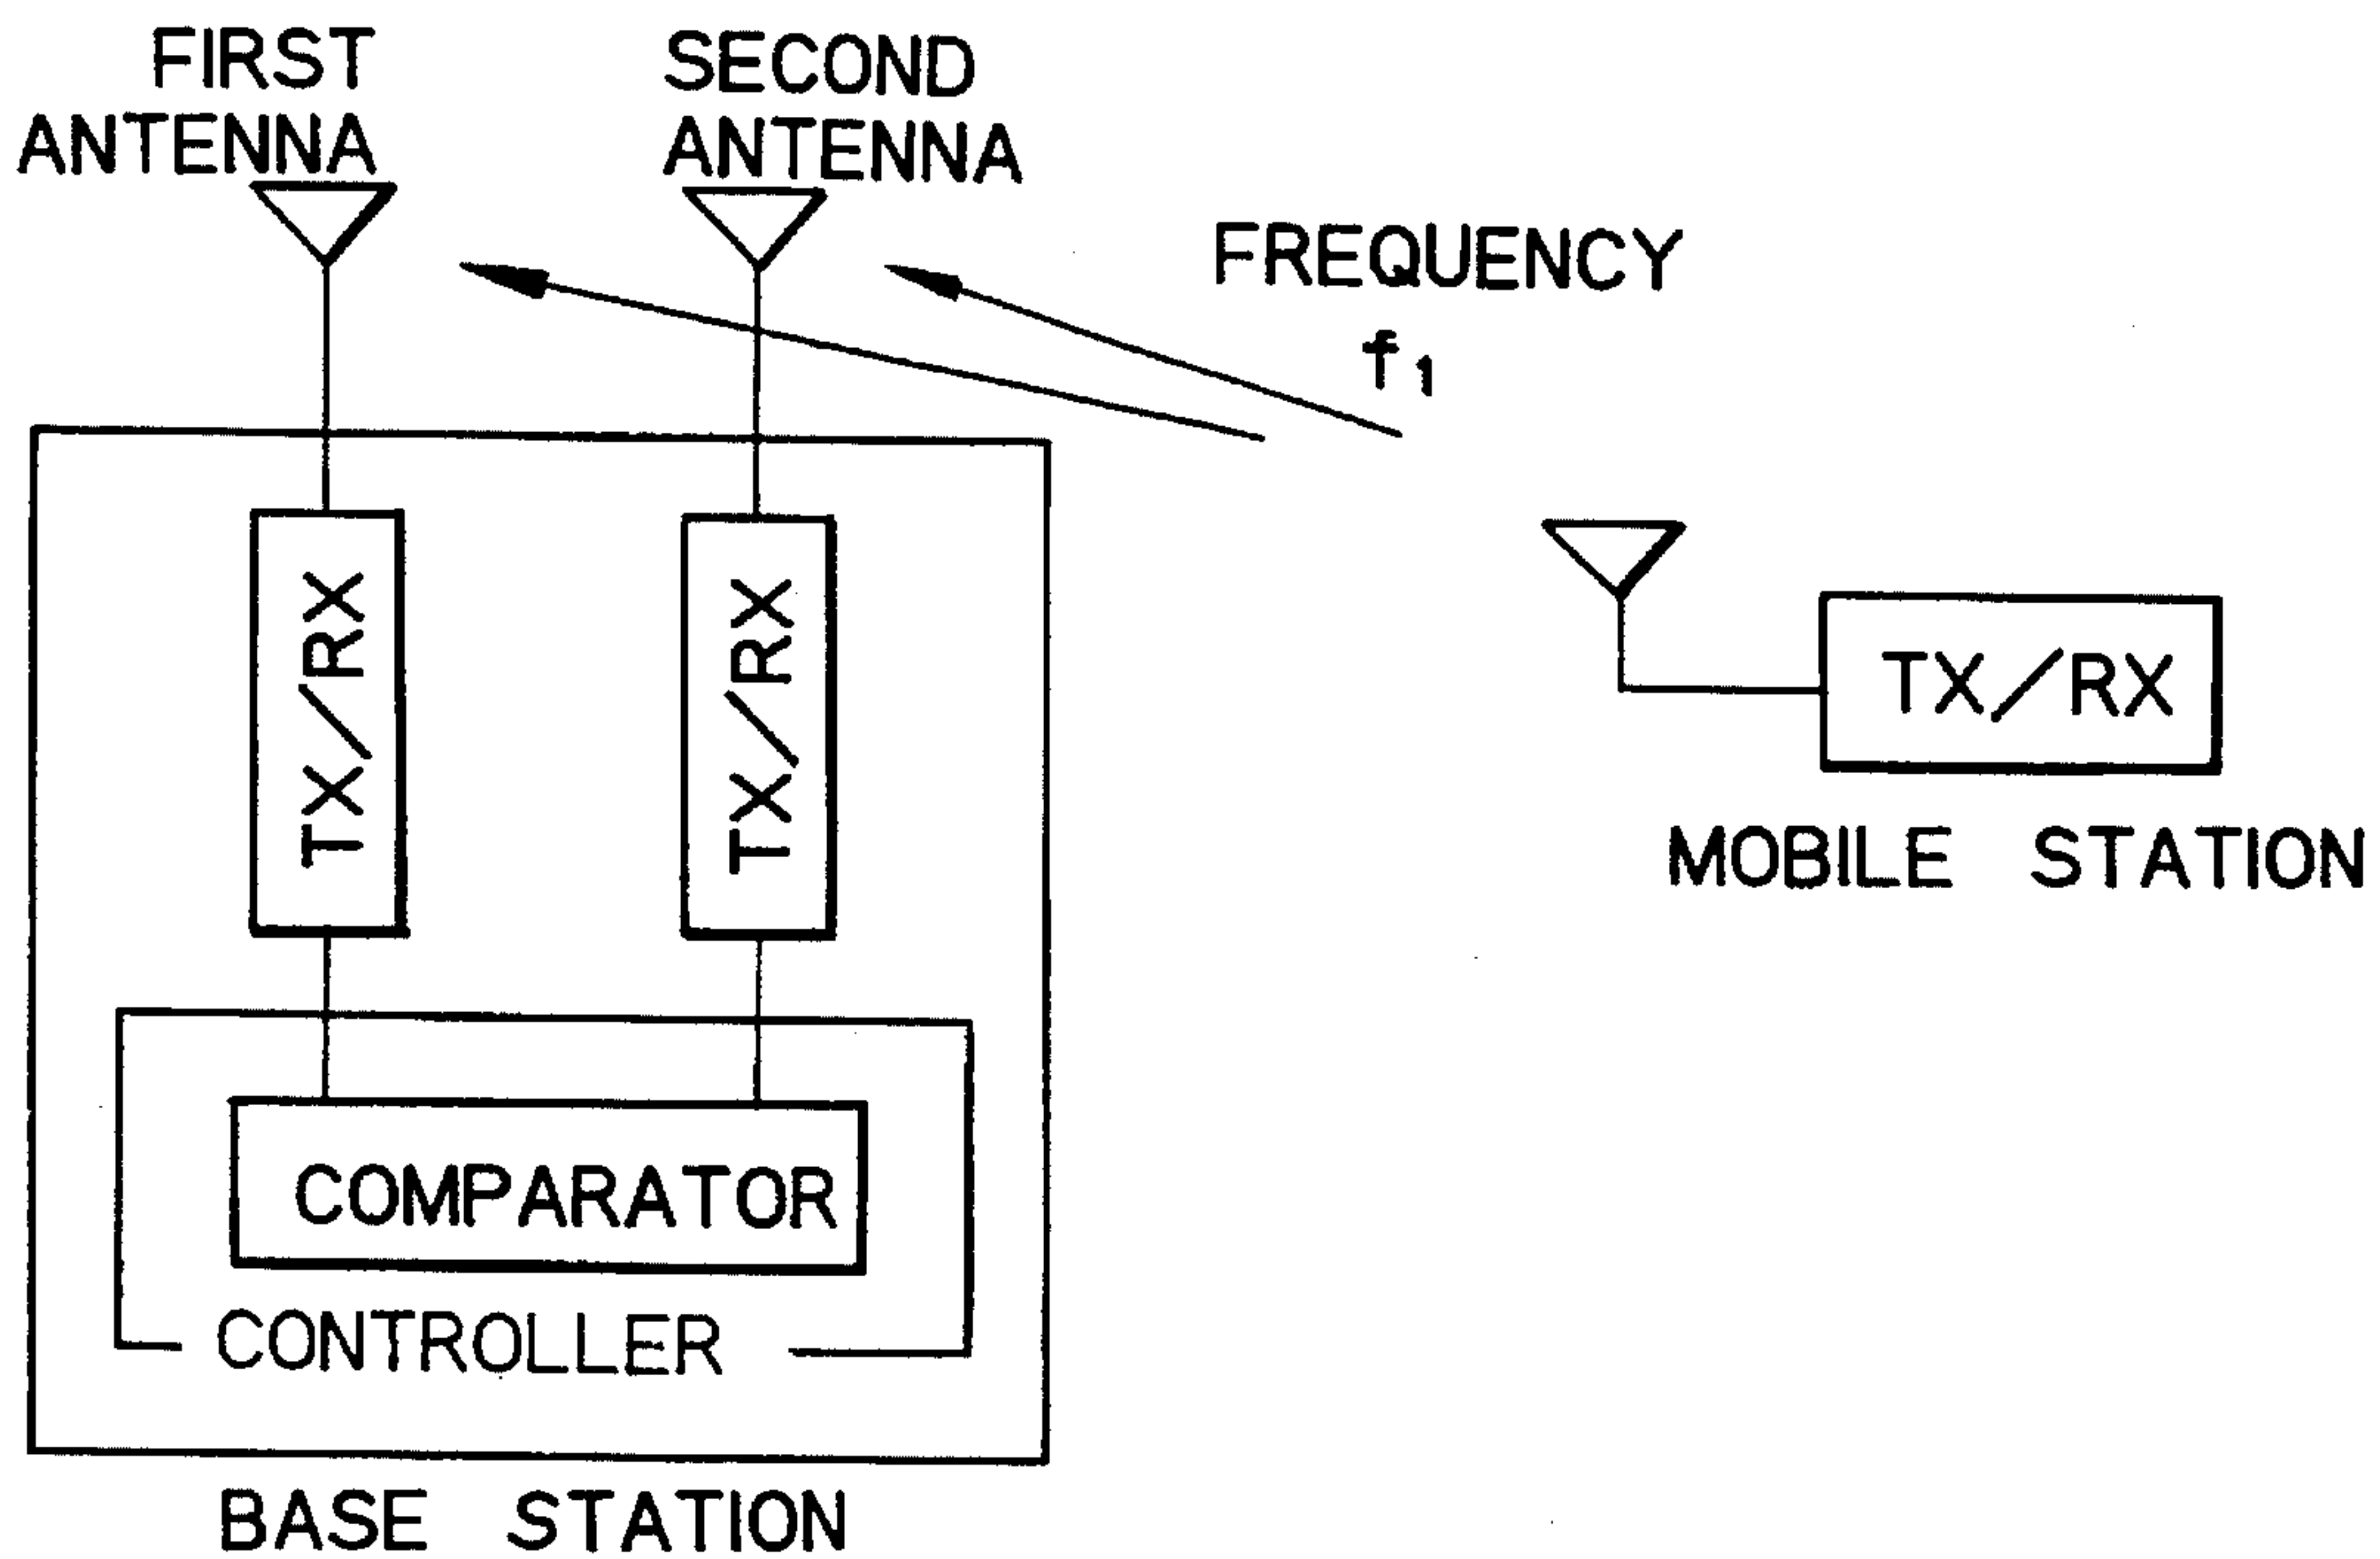 FIRST
ANTENNA
SECOND
ANTENNA
FREQUENCY
f1
TX/RX
TX/RX
TX/RX
MOBILE STATION
COMPARATOR
CONTROLLER
BASE STATION